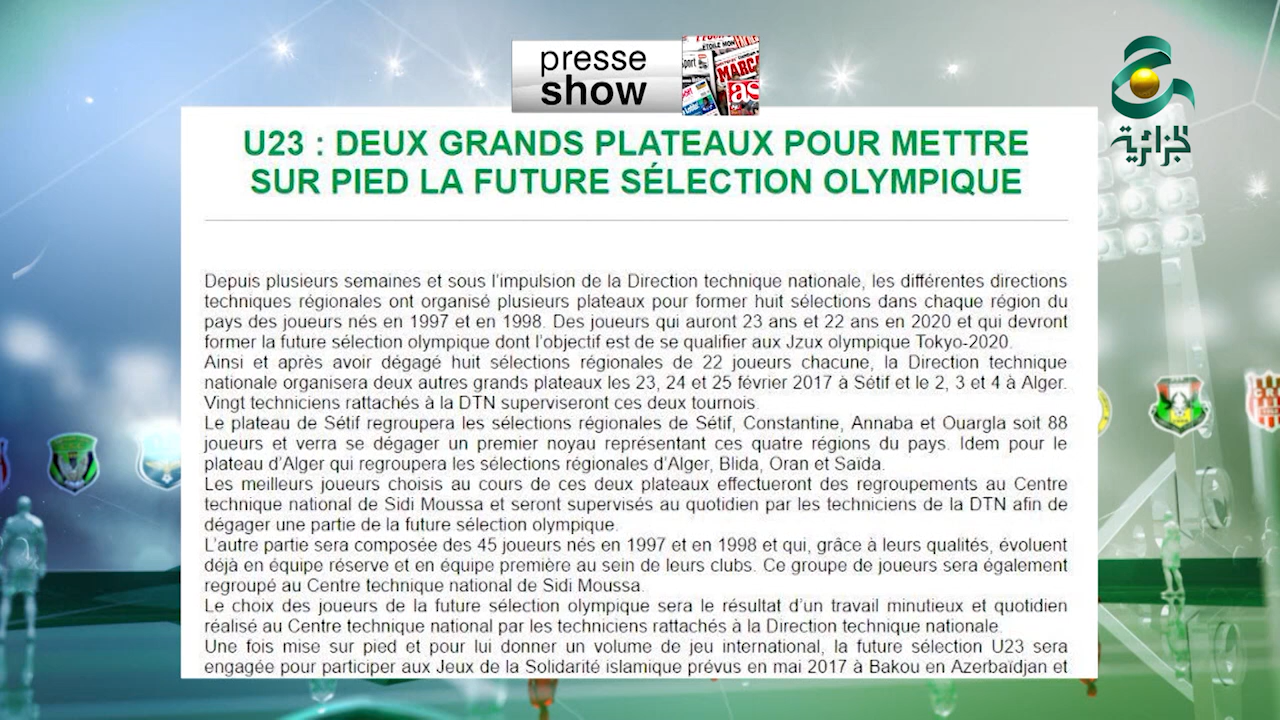 presse
show
MARCA
as
الجزائرية
U23 : DEUX GRANDS PLATEAUX POUR METTRE
SUR PIED LA FUTURE SÉLECTION OLYMPIQUE
Depuis plusieurs semaines et sous l'impulsion de la Direction technique nationale, les différentes directions
techniques régionales ont organisé plusieurs plateaux pour former huit sélections dans chaque région du
pays des joueurs nés en 1997 et en 1998. Des joueurs qui auront 23 ans et 22 ans en 2020 et qui devront
former la future sélection olympique dont l'objectif est de se qualifier aux Jzux olympique Tokyo-2020.
Ainsi et après avoir dégagé huit sélections régionales de 22 joueurs chacune, la Direction technique
nationale organisera deux autres grands plateaux les 23, 24 et 25 février 2017 à Sétif et le 2, 3 et 4 à Alger.
Vingt techniciens rattachés à la DTN superviseront ces deux tournois.
Le plateau de Sétif regroupera les sélections régionales de Sétif, Constantine, Annaba et Ouargla soit 88
joueurs et verra se dégager un premier noyau représentant ces quatre régions du pays. Idem pour le
plateau d'Alger qui regroupera les sélections régionales d'Alger, Blida, Oran et Saïda.
Les meilleurs joueurs choisis au cours de ces deux plateaux effectueront des regroupements au Centre
technique national de Sidi Moussa et seront supervisés au quotidien par les techniciens de la DTN afin de
dégager une partie de la future sélection olympique.
L'autre partie sera composée des 45 joueurs nés en 1997 et en 1998 et qui, grâce à leurs qualités, évoluent
déjà en équipe réserve et en équipe première au sein de leurs clubs. Ce groupe de joueurs sera également
regroupé au Centre technique national de Sidi Moussa.
Le choix des joueurs de la future sélection olympique sera le résultat d'un travail minutieux et quotidien
réalisé au Centre technique national par les techniciens rattachés à la Direction technique nationale.
Une fois mise sur pied et pour lui donner un volume de jeu international, la future sélection U23 sera
engagée pour participer aux Jeux de la Solidarité islamique prévus en mai 2017 à Bakou en Azerbaïdjan et